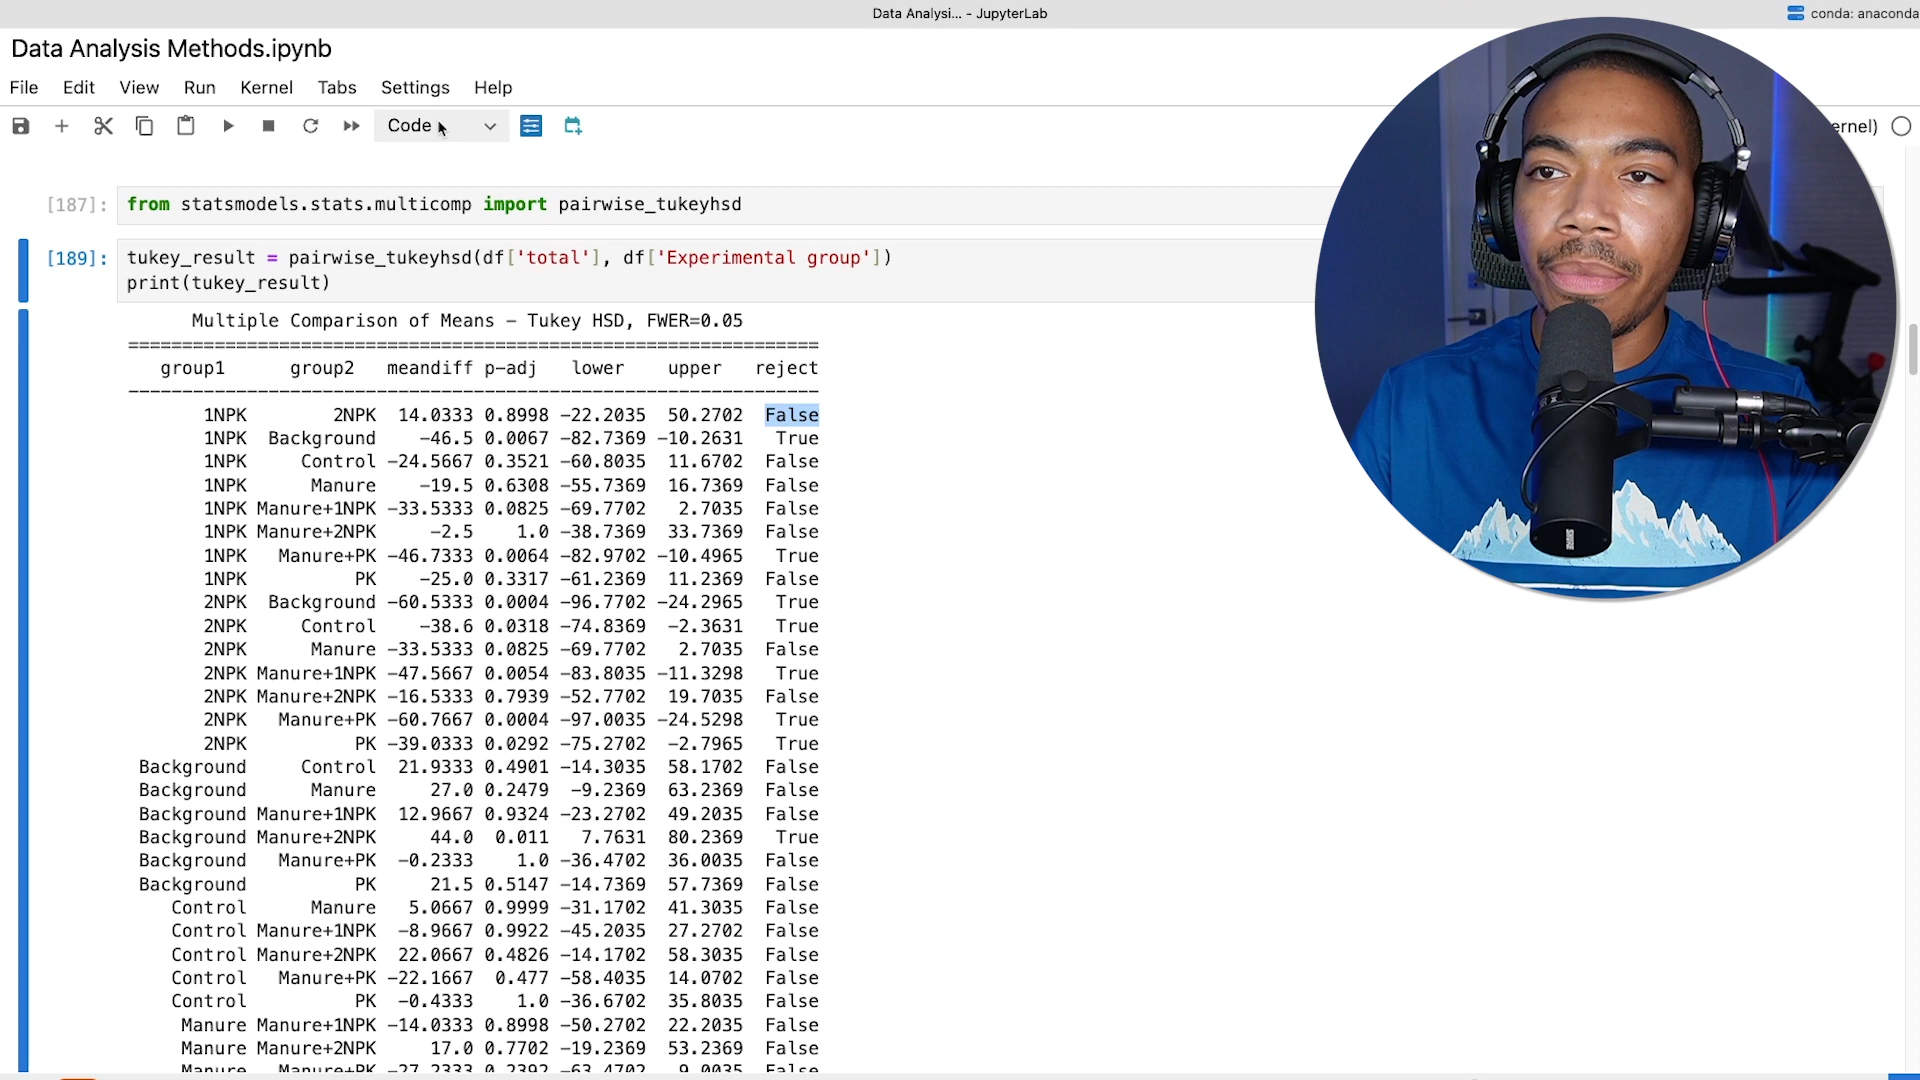 Data Analysi... - JupyterLab
conda: anaconda
Data Analysis Methods.ipynb
File Edit View Run Kernel Tabs Settings Help
Code
ernel)
[187]: from statsmodels.stats.multicomp import pairwise_tukeyhsd
[189]: tukey_result = pairwise_tukeyhsd(df['total'], df['Experimental group'])
print(tukey_result)
Multiple Comparison of Means - Tukey HSD, FWER=0.05
================================================================
group1 group2 meandiff p-adj lower upper reject
----------------------------------------------------------------
1NPK 2NPK 14.0333 0.8998 -22.2035 50.2702 False
1NPK Background -46.5 0.0067 -82.7369 -10.2631 True
1NPK Control -24.5667 0.3521 -60.8035 11.6702 False
1NPK Manure -19.5 0.6308 -55.7369 16.7369 False
1NPK Manure+1NPK -33.5333 0.0825 -69.7702 2.7035 False
1NPK Manure+2NPK -2.5 1.0 -38.7369 33.7369 False
1NPK Manure+PK -46.7333 0.0064 -82.9702 -10.4965 True
1NPK PK -25.0 0.3317 -61.2369 11.2369 False
2NPK Background -60.5333 0.0004 -96.7702 -24.2965 True
2NPK Control -38.6 0.0318 -74.8369 -2.3631 True
2NPK Manure -33.5333 0.0825 -69.7702 2.7035 False
2NPK Manure+1NPK -47.5667 0.0054 -83.8035 -11.3298 True
2NPK Manure+2NPK -16.5333 0.7939 -52.7702 19.7035 False
2NPK Manure+PK -60.7667 0.0004 -97.0035 -24.5298 True
2NPK PK -39.0333 0.0292 -75.2702 -2.7965 True
Background Control 21.9333 0.4901 -14.3035 58.1702 False
Background Manure 27.0 0.2479 -9.2369 63.2369 False
Background Manure+1NPK 12.9667 0.9324 -23.2702 49.2035 False
Background Manure+2NPK 44.0 0.011 7.7631 80.2369 True
Background Manure+PK -0.2333 1.0 -36.4702 36.0035 False
Background PK 21.5 0.5147 -14.7369 57.7369 False
Control Manure 5.0667 0.9999 -31.1702 41.3035 False
Control Manure+1NPK -8.9667 0.9922 -45.2035 27.2702 False
Control Manure+2NPK 22.0667 0.4826 -14.1702 58.3035 False
Control Manure+PK -22.1667 0.477 -58.4035 14.0702 False
Control PK -0.4333 1.0 -36.6702 35.8035 False
Manure Manure+1NPK -14.0333 0.8998 -50.2702 22.2035 False
Manure Manure+2NPK 17.0 0.7702 -19.2369 53.2369 False
Manure Manure+PK -27.2333 0.2392 -63.4702 9.0035 False